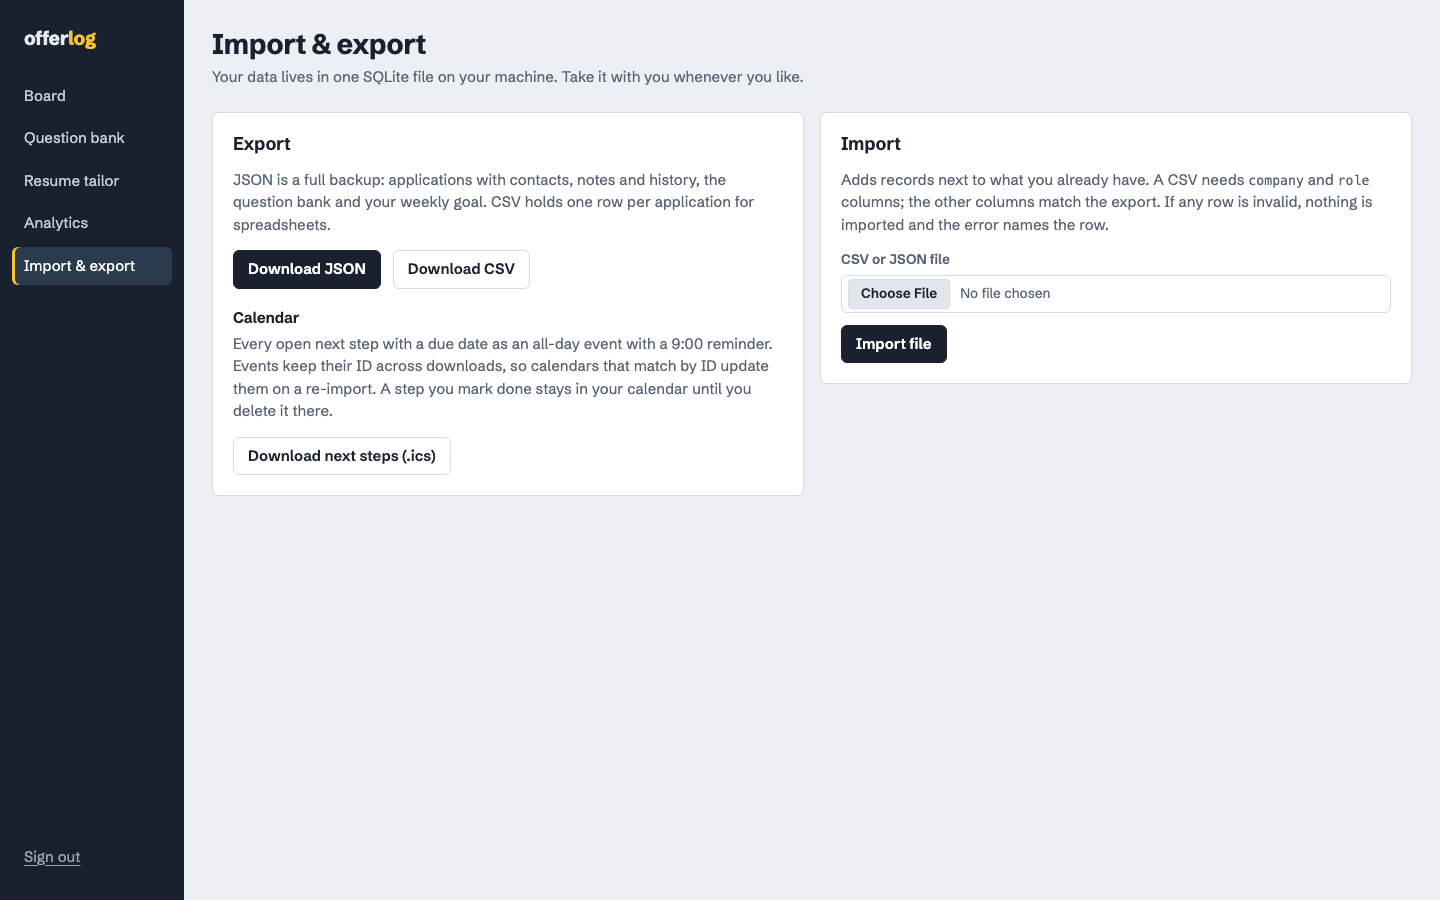 offerlog
Board
Question bank
Resume tailor
Analytics
Import & export
Sign out
Import & export
Your data lives in one SQLite file on your machine. Take it with you whenever you like.
Export
JSON is a full backup: applications with contacts, notes and history, the
question bank and your weekly goal. CSV holds one row per application for
spreadsheets.
Download JSON
Download CSV
Calendar
Every open next step with a due date as an all-day event with a 9:00 reminder.
Events keep their ID across downloads, so calendars that match by ID update
them on a re-import. A step you mark done stays in your calendar until you
delete it there.
Download next steps (.ics)
Import
Adds records next to what you already have. A CSV needs company and role
columns; the other columns match the export. If any row is invalid, nothing is
imported and the error names the row.
CSV or JSON file
Choose File No file chosen
Import file